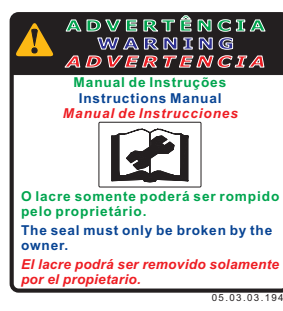 ADVERTÊNCIA
WARNING
ADVERTENCIA
Manual de Instruções
Instructions Manual
Manual de Instrucciones
O lacre somente poderá ser rompido
pelo proprietário.
The seal must only be broken by the
owner.
El lacre podrá ser removido solamente
por el propietario.
05.03.03.194